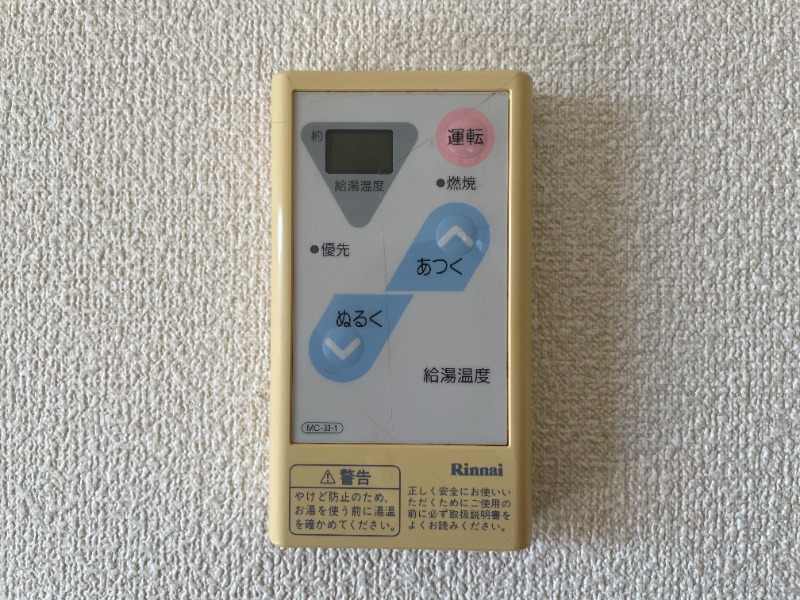 約
運転
給湯温度
燃焼
優先
あつく
ぬるく
給湯温度
MC-33-1
Rinnai
警告
やけど防止のため、
お湯を使う前に湯温
を確かめてください。
正しく安全にお使いい
ただくためにご使用の
前に必ず取扱説明書を
よくお読みください。